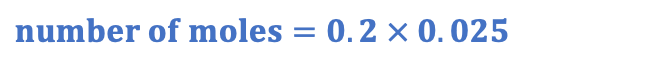 number of moles = 0.2 × 0.025